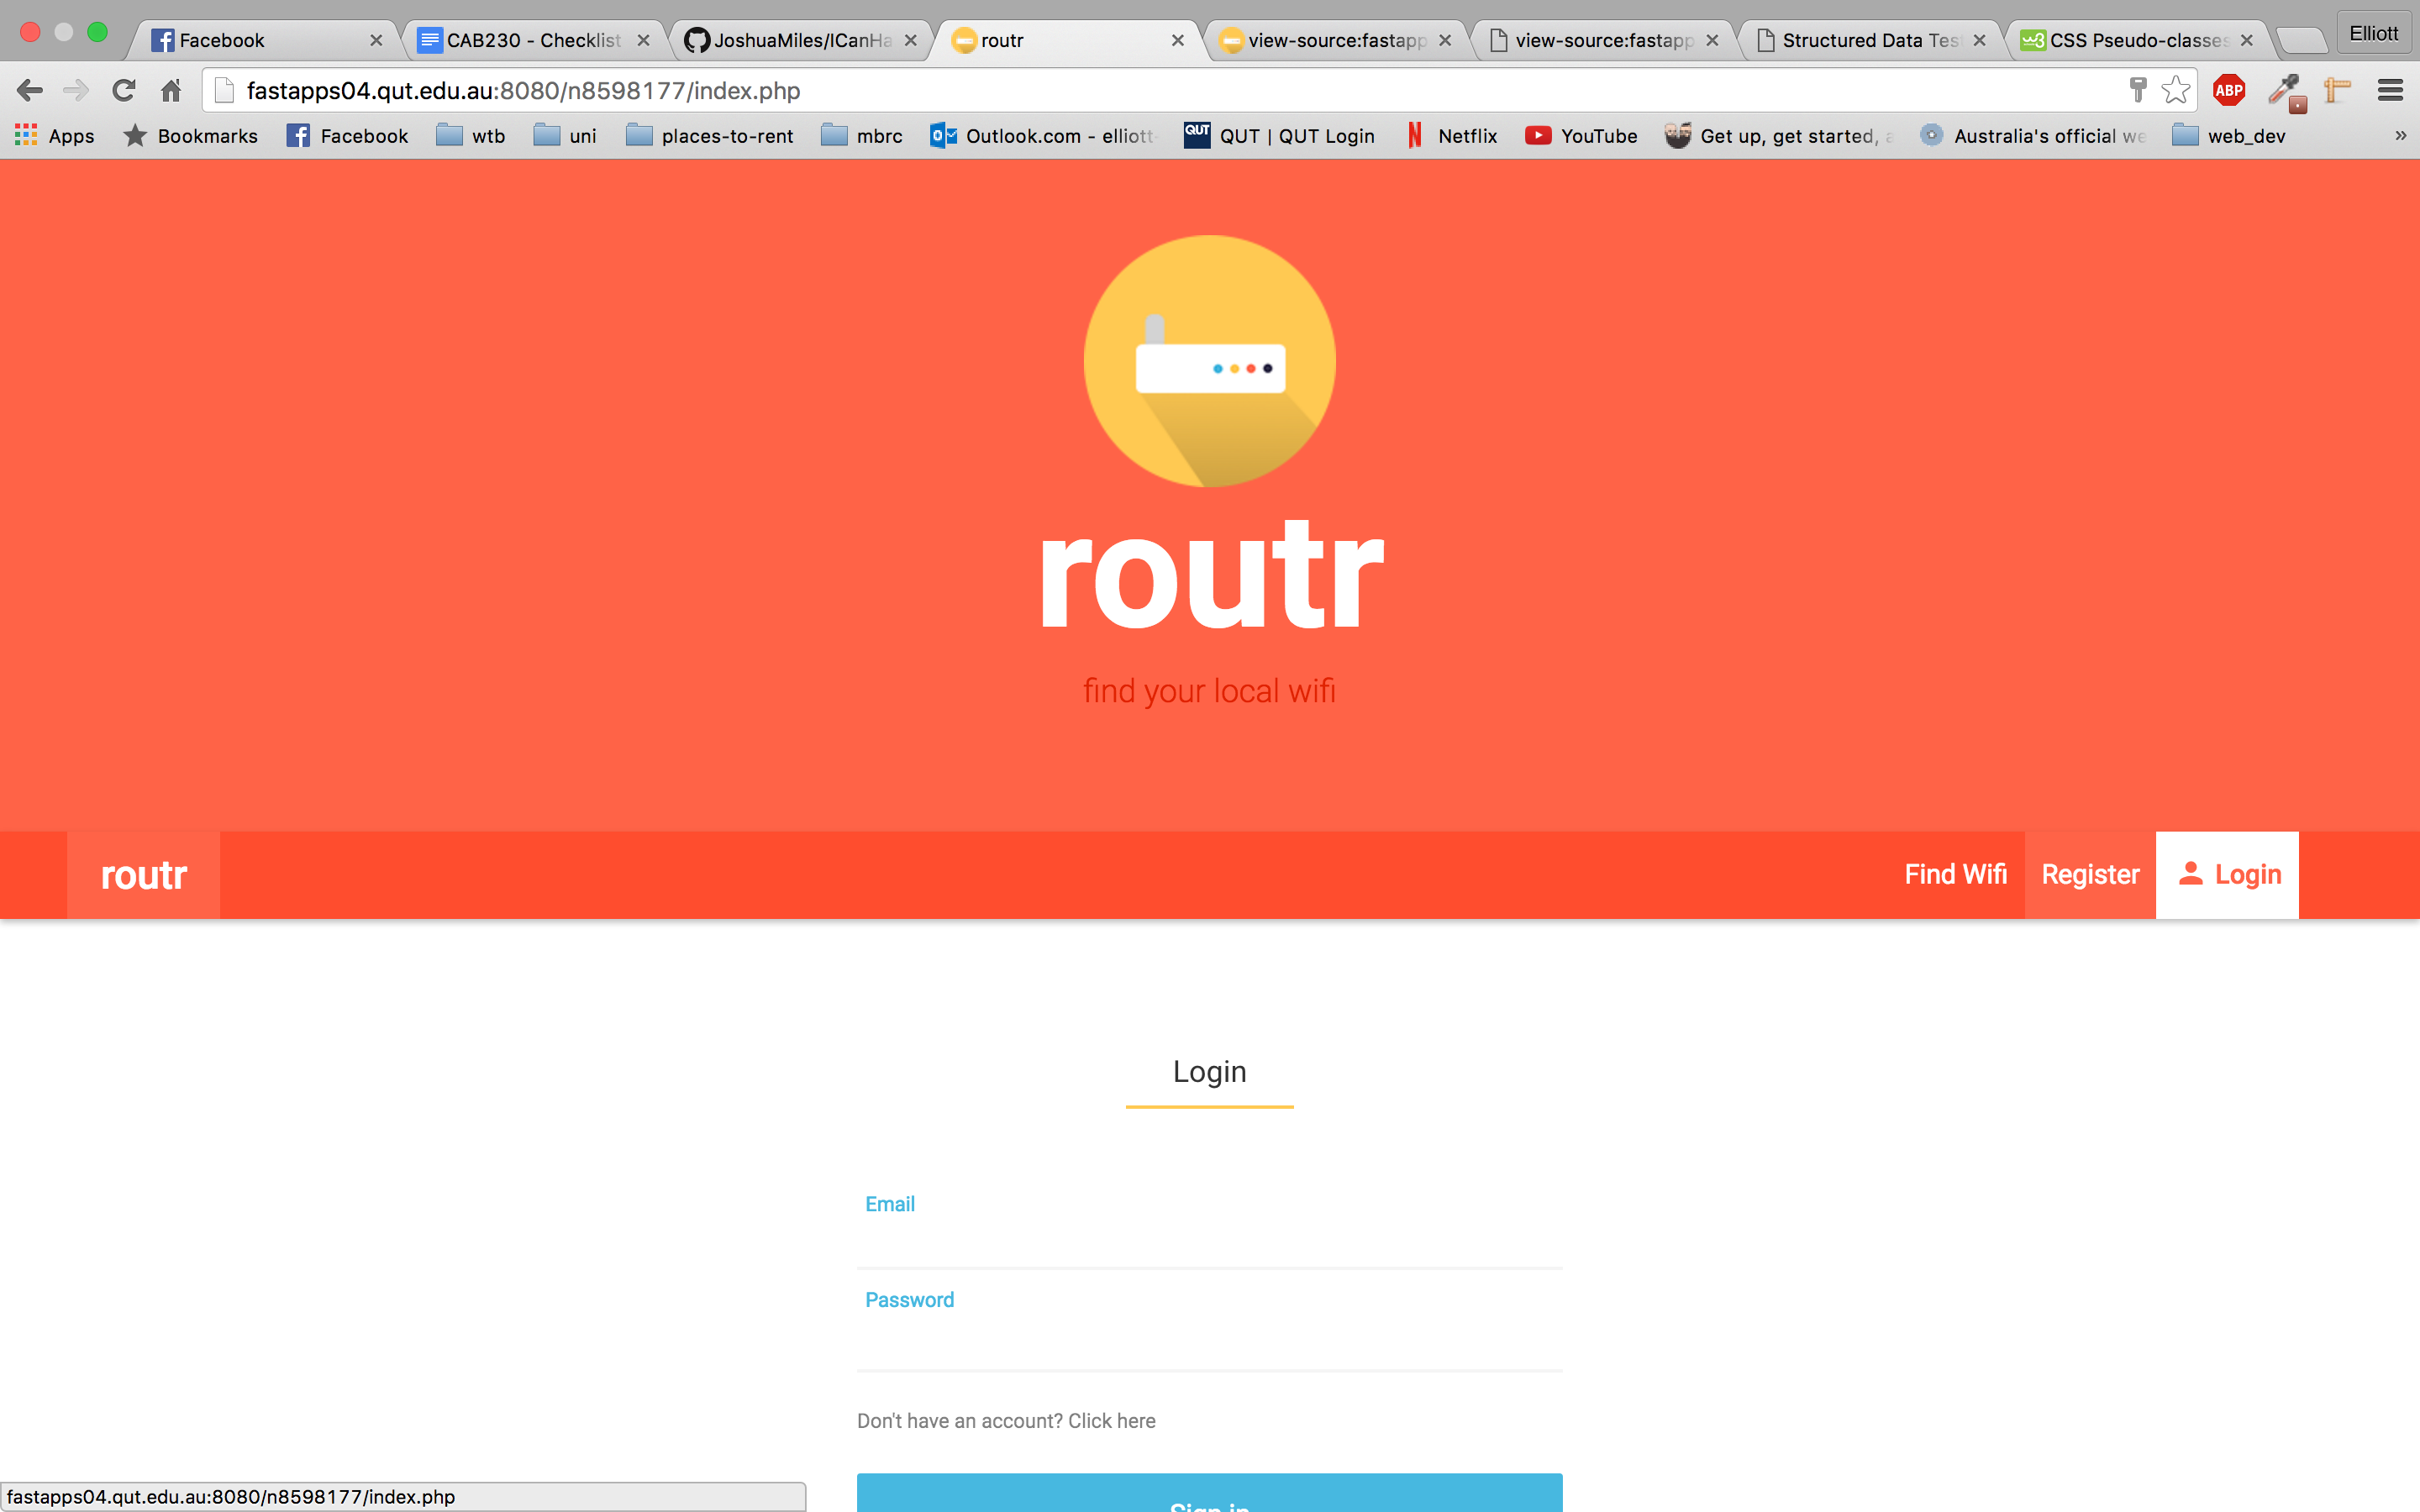 Facebook
CAB230 - Checklist
JoshuaMiles/ICanHa
routr
view-source:fastapp
view-source:fastapp
Structured Data Tes
CSS Pseudo-classes
Elliott
fastapps04.qut.edu.au:8080/n8598177/index.php
ABP
Apps
Bookmarks
Facebook
wtb
uni
places-to-rent
mbrc
Outlook.com - elliott-
QUT
QUT | QUT Login
Netflix
YouTube
Get up, get started, a
Australia's official we
web_dev
»
routr
find your local wifi
routr
Find Wifi
Register
Login
Login
Email
Password
Don't have an account? Click here
Sign in
fastapps04.qut.edu.au:8080/n8598177/index.php